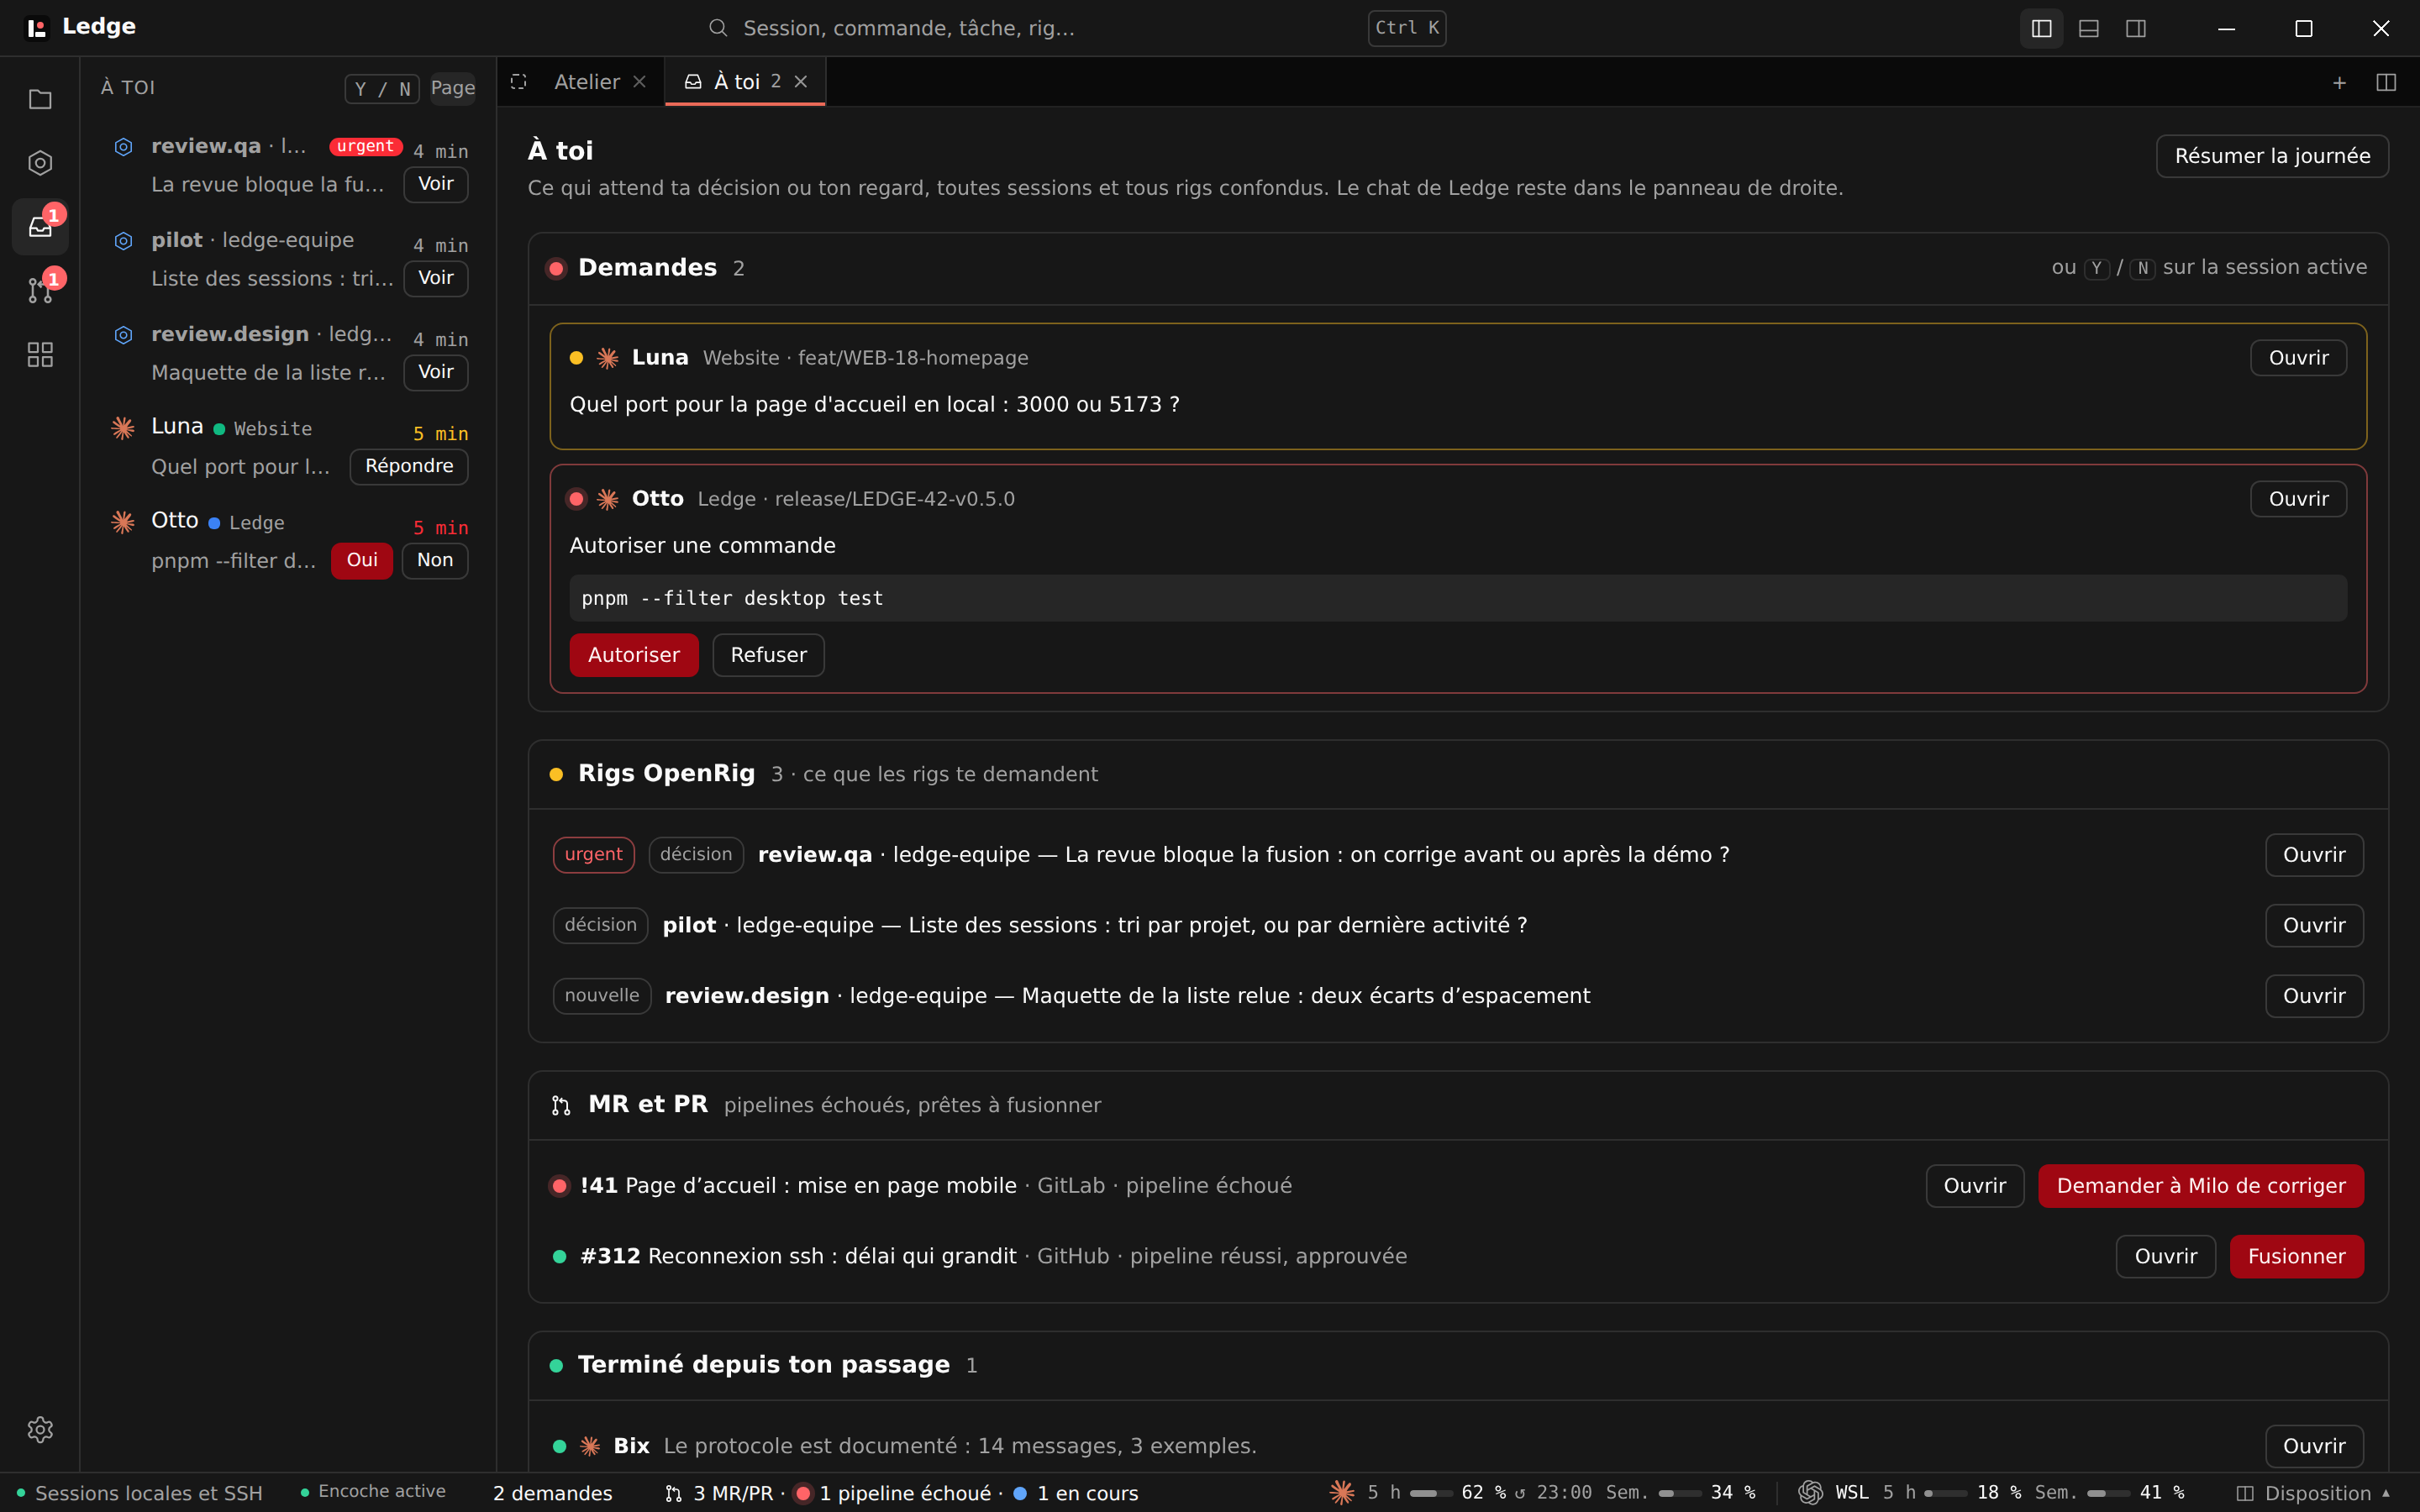 Ledge
Session, commande, tâche, rig…
Ctrl K
À TOI
Y / N
Page
review.qa · l…
urgent
4 min
La revue bloque la fu…
Voir
pilot · ledge-equipe
4 min
Liste des sessions : tri…
Voir
review.design · ledg…
4 min
Maquette de la liste r…
Voir
Luna Website
5 min
Quel port pour l…
Répondre
Otto Ledge
5 min
pnpm --filter d…
Oui
Non
1
1
Atelier
À toi 2
À toi
Résumer la journée
Ce qui attend ta décision ou ton regard, toutes sessions et tous rigs confondus. Le chat de Ledge reste dans le panneau de droite.
Demandes 2
ou Y / N sur la session active
Luna Website · feat/WEB-18-homepage
Ouvrir
Quel port pour la page d'accueil en local : 3000 ou 5173 ?
Otto Ledge · release/LEDGE-42-v0.5.0
Ouvrir
Autoriser une commande
pnpm --filter desktop test
Autoriser
Refuser
Rigs OpenRig 3 · ce que les rigs te demandent
urgent décision review.qa · ledge-equipe — La revue bloque la fusion : on corrige avant ou après la démo ?
Ouvrir
décision pilot · ledge-equipe — Liste des sessions : tri par projet, ou par dernière activité ?
Ouvrir
nouvelle review.design · ledge-equipe — Maquette de la liste relue : deux écarts d’espacement
Ouvrir
MR et PR pipelines échoués, prêtes à fusionner
!41 Page d’accueil : mise en page mobile · GitLab · pipeline échoué
Ouvrir
Demander à Milo de corriger
#312 Reconnexion ssh : délai qui grandit · GitHub · pipeline réussi, approuvée
Ouvrir
Fusionner
Terminé depuis ton passage 1
Bix Le protocole est documenté : 14 messages, 3 exemples.
Ouvrir
Sessions locales et SSH
Encoche active
2 demandes
3 MR/PR · 1 pipeline échoué · 1 en cours
5 h 62 % ↺ 23:00 Sem. 34 %
WSL 5 h 18 % Sem. 41 %
Disposition ▴